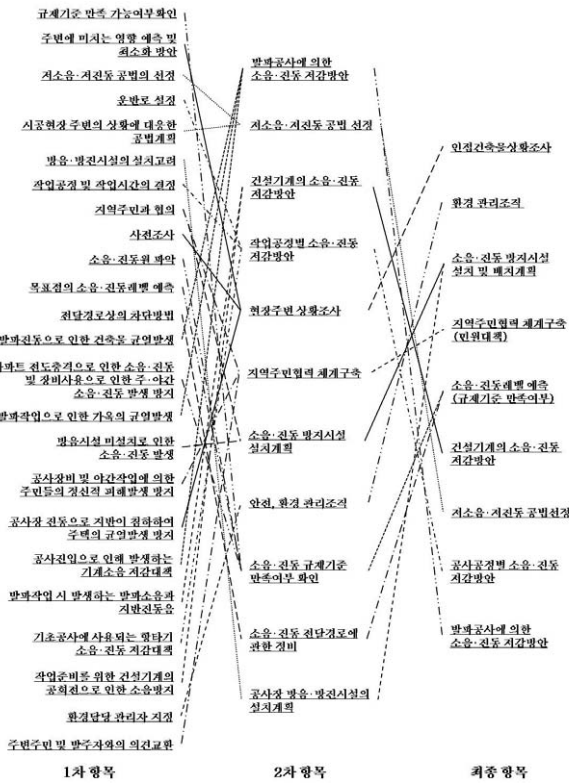 규제기준 만족 가능여부확인
주변에 미치는 영향 예측 및
최소화 방안
저소음·저진동 공법의 선정
운반로 설정
시공현장 주변의 상황에 대응한
공법계획
방음·방진시설의 설치고려
작업공정 및 작업시간의 결정
지역주민과 협의
사전조사
소음·진동원 파악
목표점의 소음·진동레벨 예측
전달경로상의 차단방법
발파진동으로 인한 건축물 균열발생
아파트 전도충격으로 인한 소음·진동
및 장비사용으로 인한 주·야간
소음·진동 발생 방지
발파작업으로 인한 가옥의 균열발생
방음시설 미설치로 인한
소음·진동 발생
공사장비 및 야간작업에 의한
주민들의 정신적 피해발생 방지
공사장 진동으로 지반이 침하하여
주택의 균열발생 방지
공사진입으로 인해 발생하는
기계소음 저감대책
발파작업 시 발생하는 발파소음과
지반진동음
기초공사에 사용되는 항타기
소음·진동 저감대책
작업준비를 위한 건설기계의
공회전으로 인한 소음방지
환경담당 관리자 지정
주변주민 및 발주자와의 의견교환
1차 항목
발파공사에 의한
소음·진동 저감방안
저소음·저진동 공법 선정
건설기계의 소음·진동
저감방안
작업공정별 소음·진동
저감방안
현장주변 상황조사
지역주민협력 체계구축
소음·진동 방지시설
설치계획
안전, 환경 관리조직
소음·진동 규제기준
만족여부 확인
소음·진동 전달경로에
관한 정비
공사장 방음·방진시설의
설치계획
2차 항목
인접건축물상황조사
환경 관리조직
소음·진동 방지시설
설치 및 배치계획
지역주민협력 체계구축
(민원대책)
소음·진동레벨 예측
(규제기준 만족여부)
건설기계의 소음·진동
저감방안
저소음·저진동 공법선정
공사공정별 소음·진동
저감방안
발파공사에 의한
소음·진동 저감방안
최종 항목